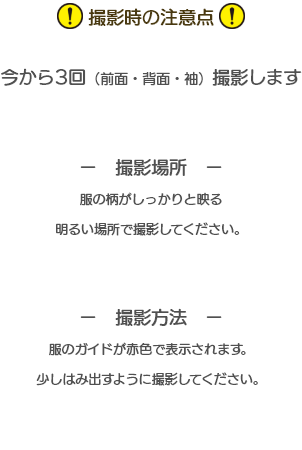 撮影時の注意点
今から3回（前面・背面・袖）撮影します
ー　撮影場所　ー
服の柄がしっかりと映る
明るい場所で撮影してください。
ー　撮影方法　ー
服のガイドが赤色で表示されます。
少しはみ出すように撮影してください。